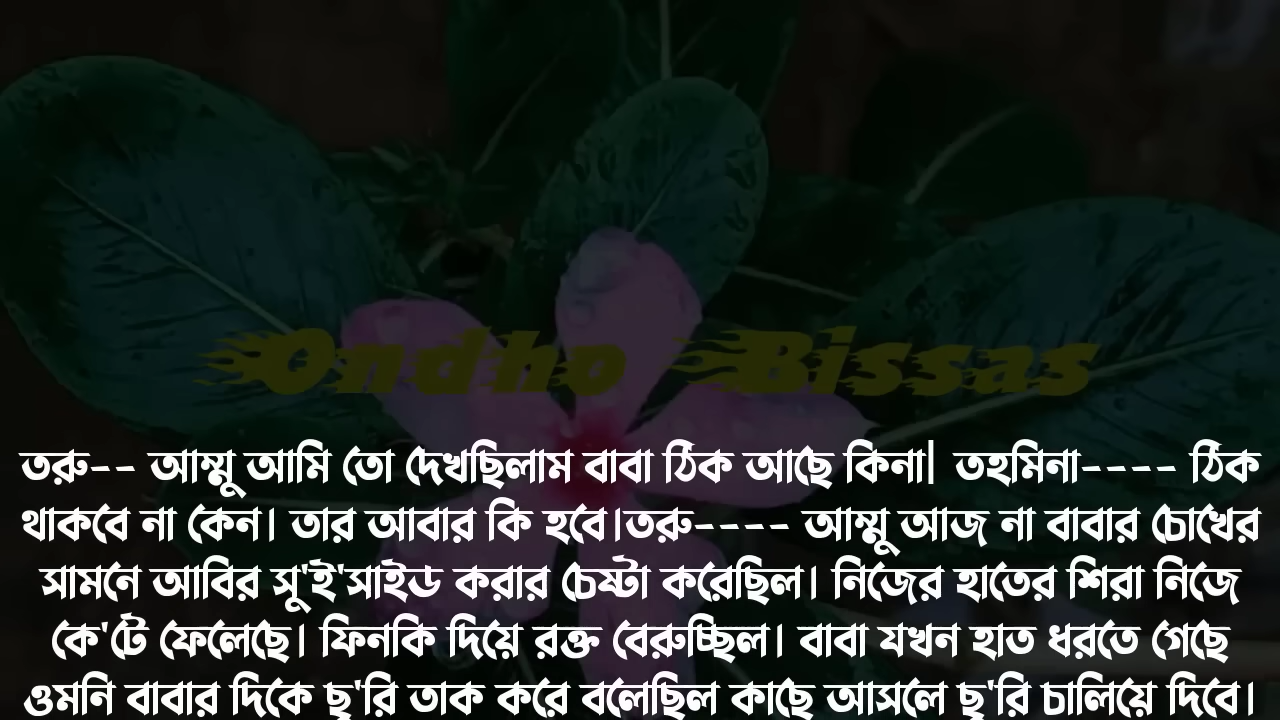 Ondho Bissas
তরু-- আম্মু আমি তো দেখছিলাম বাবা ঠিক আছে কিনা| তহমিনা---- ঠিক
থাকবে না কেন। তার আবার কি হবে।তরু---- আম্মু আজ না বাবার চোখের
সামনে আবির সু'ই'সাইড করার চেষ্টা করেছিল। নিজের হাতের শিরা নিজে
কে'টে ফেলেছে। ফিনকি দিয়ে রক্ত বেরুচ্ছিল। বাবা যখন হাত ধরতে গেছে
ওমনি বাবার দিকে ছু'রি তাক করে বলেছিল কাছে আসলে ছু'রি চালিয়ে দিবে।